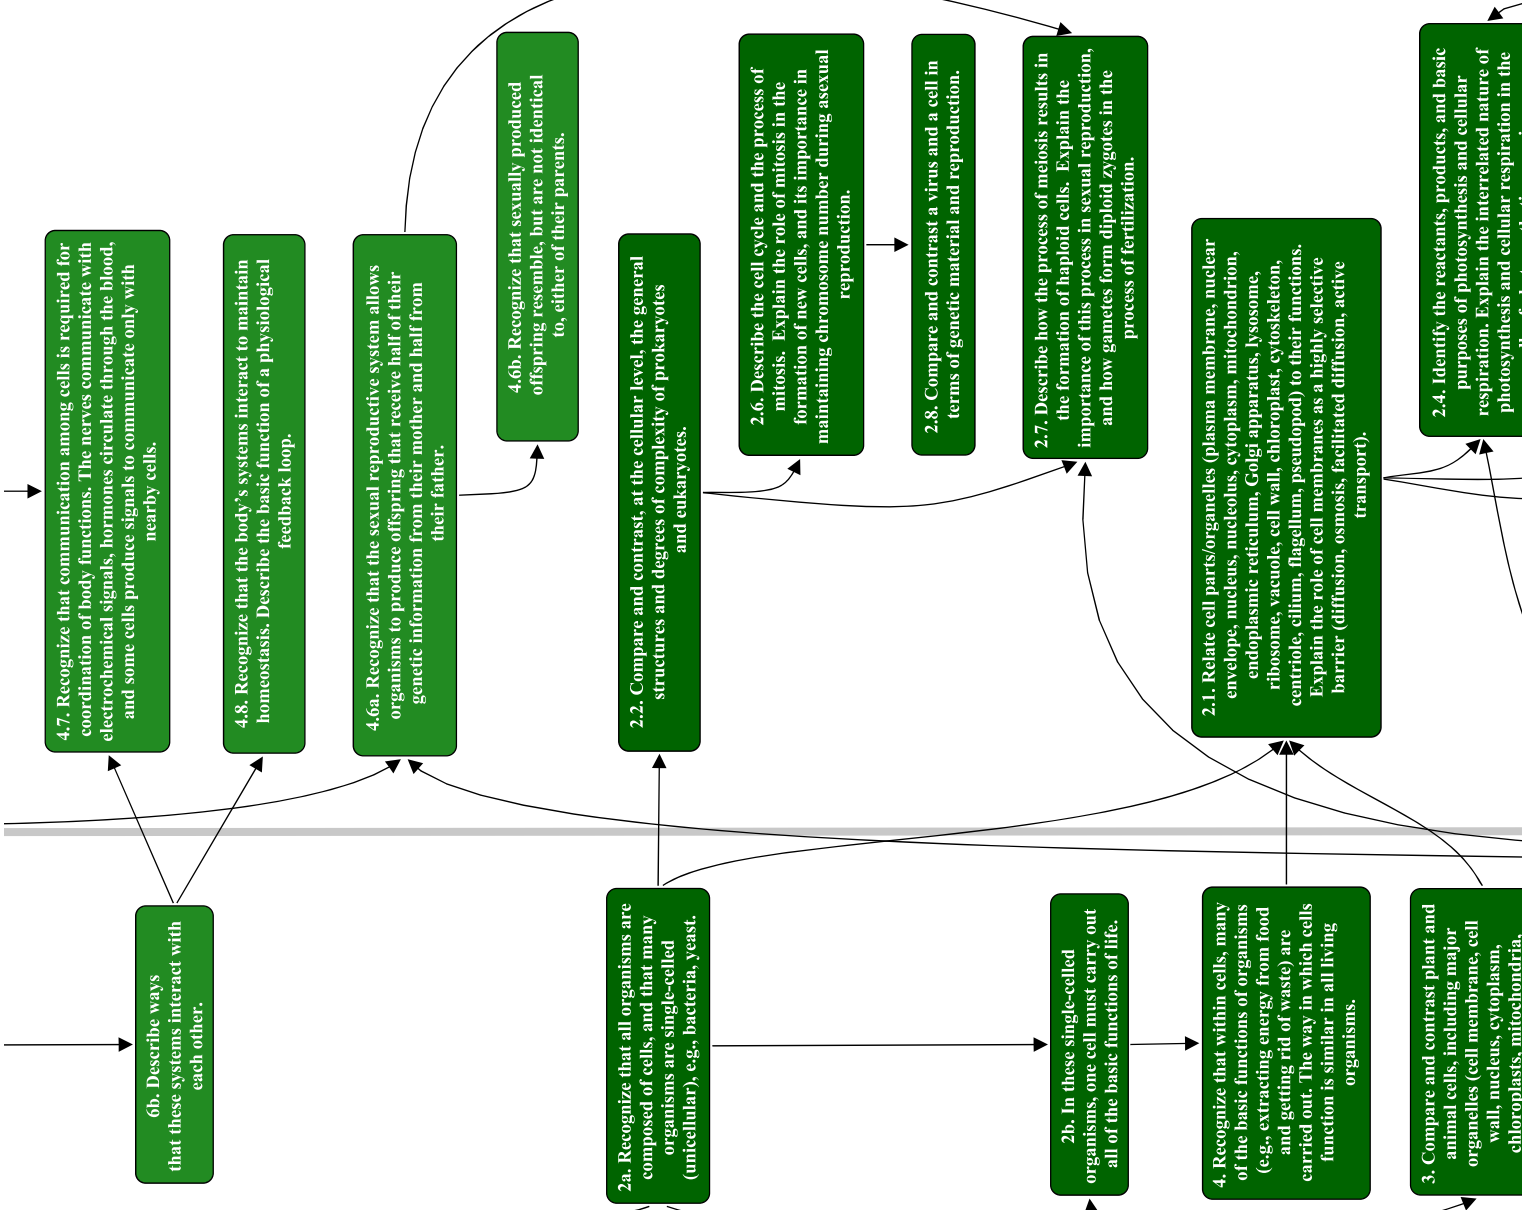 4.7. Recognize that communication among cells is required for
coordination of body functions. The nerves communicate with
electrochemical signals, hormones circulate through the blood,
and some cells produce signals to communicate only with
nearby cells.
4.8. Recognize that the body's systems interact to maintain
homeostasis. Describe the basic function of a physiological
feedback loop.
4.6a. Recognize that the sexual reproductive system allows
organisms to produce offspring that receive half of their
genetic information from their mother and half from
their father.
4.6b. Recognize that sexually produced
offspring resemble, but are not identical
to, either of their parents.
2.2. Compare and contrast, at the cellular level, the general
structures and degrees of complexity of prokaryotes
and eukaryotes.
2.6. Describe the cell cycle and the process of
mitosis. Explain the role of mitosis in the
formation of new cells, and its importance in
maintaining chromosome number during asexual
reproduction.
2.8. Compare and contrast a virus and a cell in
terms of genetic material and reproduction.
2.7. Describe how the process of meiosis results in
the formation of haploid cells. Explain the
importance of this process in sexual reproduction,
and how gametes form diploid zygotes in the
process of fertilization.
2.1. Relate cell parts/organelles (plasma membrane, nuclear
envelope, nucleus, nucleolus, cytoplasm, mitochondrion,
endoplasmic reticulum, Golgi apparatus, lysosome,
ribosome, vacuole, cell wall, chloroplast, cytoskeleton,
centriole, cilium, flagellum, pseudopod) to their functions.
Explain the role of cell membranes as a highly selective
barrier (diffusion, osmosis, facilitated diffusion, active
transport).
2.4. Identify the reactants, products, and basic
purposes of photosynthesis and cellular
respiration. Explain the interrelated nature of
photosynthesis and cellular respiration in the
6b. Describe ways
that these systems interact with
each other.
2a. Recognize that all organisms are
composed of cells, and that many
organisms are single-celled
(unicellular), e.g., bacteria, yeast.
2b. In these single-celled
organisms, one cell must carry out
all of the basic functions of life.
4. Recognize that within cells, many
of the basic functions of organisms
(e.g., extracting energy from food
and getting rid of waste) are
carried out. The way in which cells
function is similar in all living
organisms.
3. Compare and contrast plant and
animal cells, including major
organelles (cell membrane, cell
wall, nucleus, cytoplasm,
chloroplasts, mitochondria,